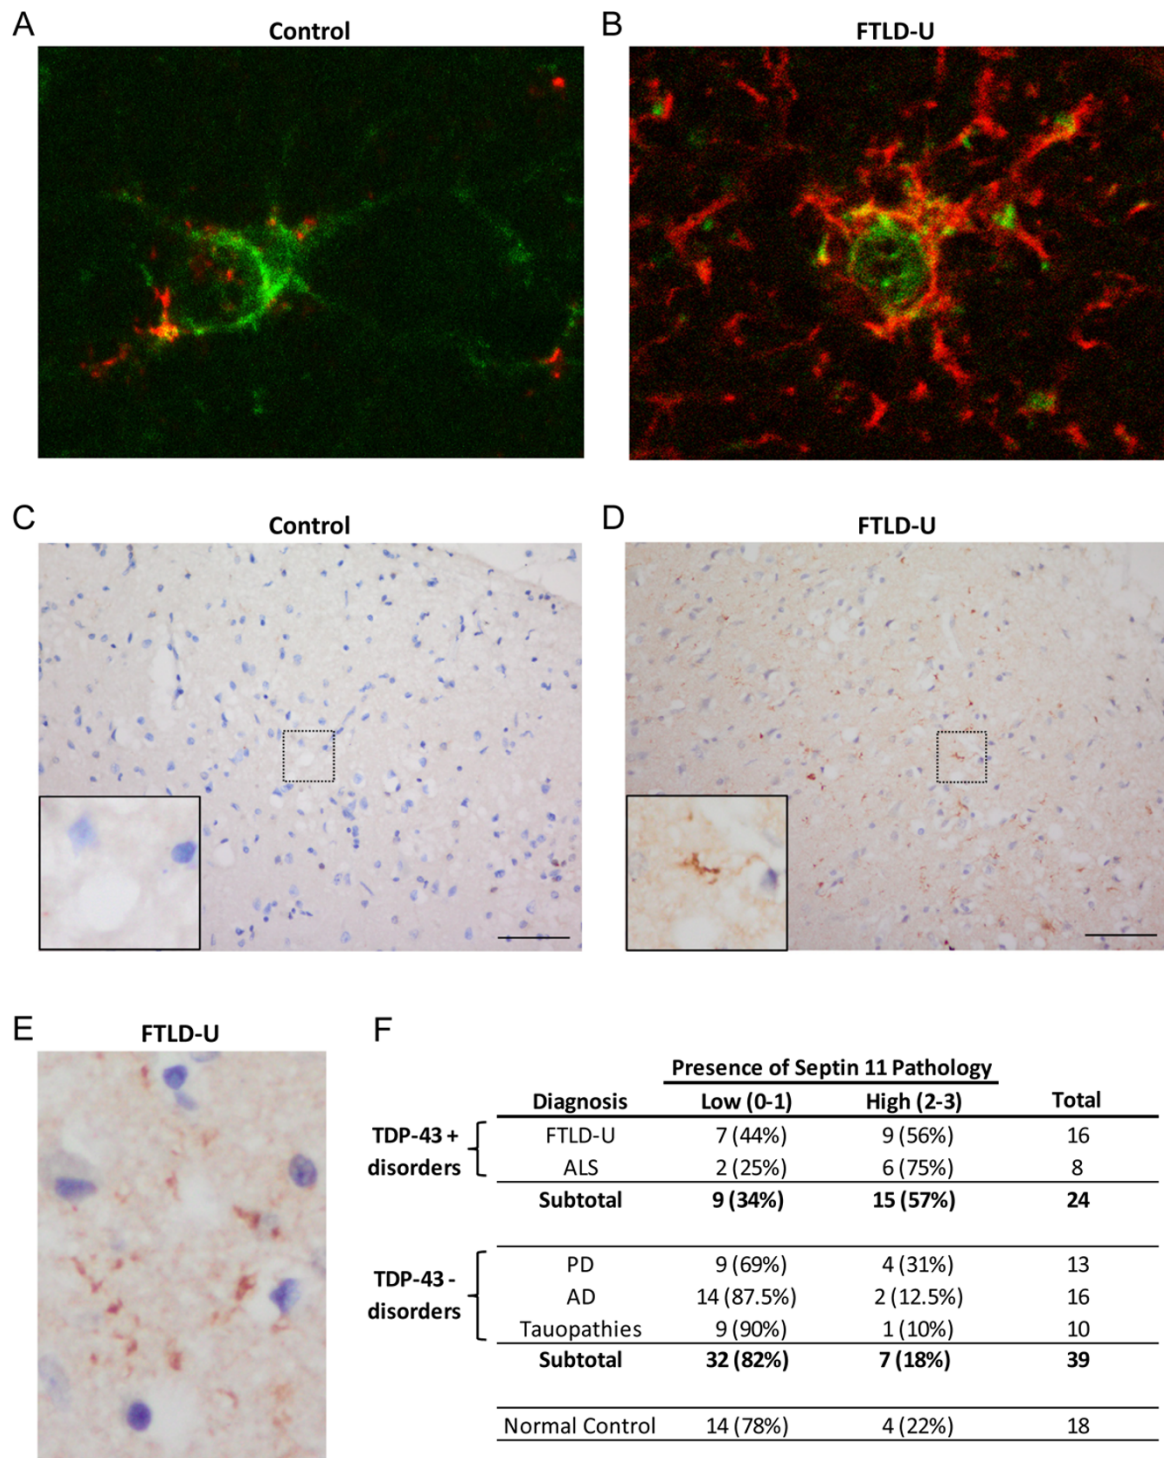 A
Control
B
FTLD-U
C
Control
D
FTLD-U
E
FTLD-U
F
Presence of Septin 11 Pathology
Diagnosis Low (0-1) High (2-3) Total
TDP-43 + disorders
FTLD-U 7 (44%) 9 (56%) 16
ALS 2 (25%) 6 (75%) 8
Subtotal 9 (34%) 15 (57%) 24
TDP-43 - disorders
PD 9 (69%) 4 (31%) 13
AD 14 (87.5%) 2 (12.5%) 16
Tauopathies 9 (90%) 1 (10%) 10
Subtotal 32 (82%) 7 (18%) 39
Normal Control 14 (78%) 4 (22%) 18